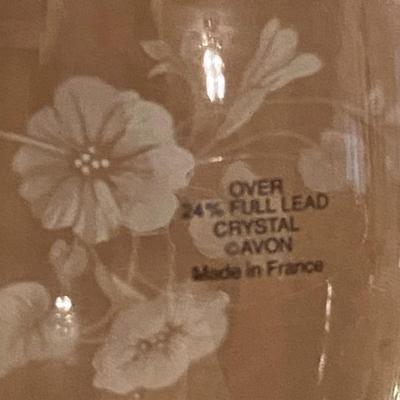 OVER
24% FULL LEAD
CRYSTAL
©AVON
Made in France